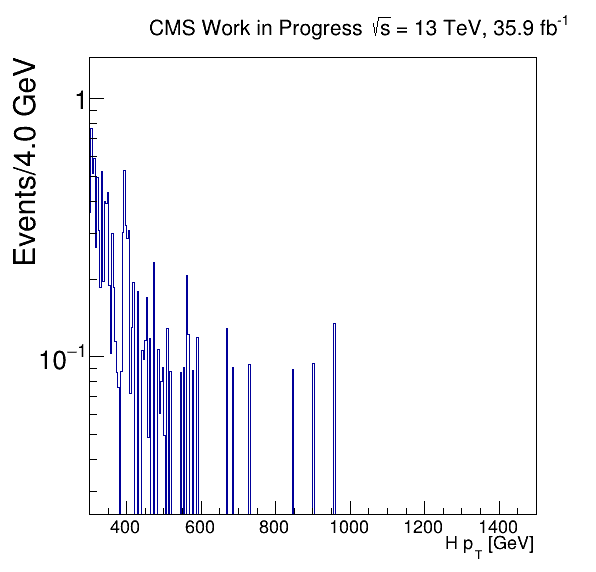 CMS Work in Progress √s = 13 TeV, 35.9 fb⁻¹
Events/4.0 GeV
1
10⁻¹
400 600 800 1000 1200 1400
H p_T [GeV]